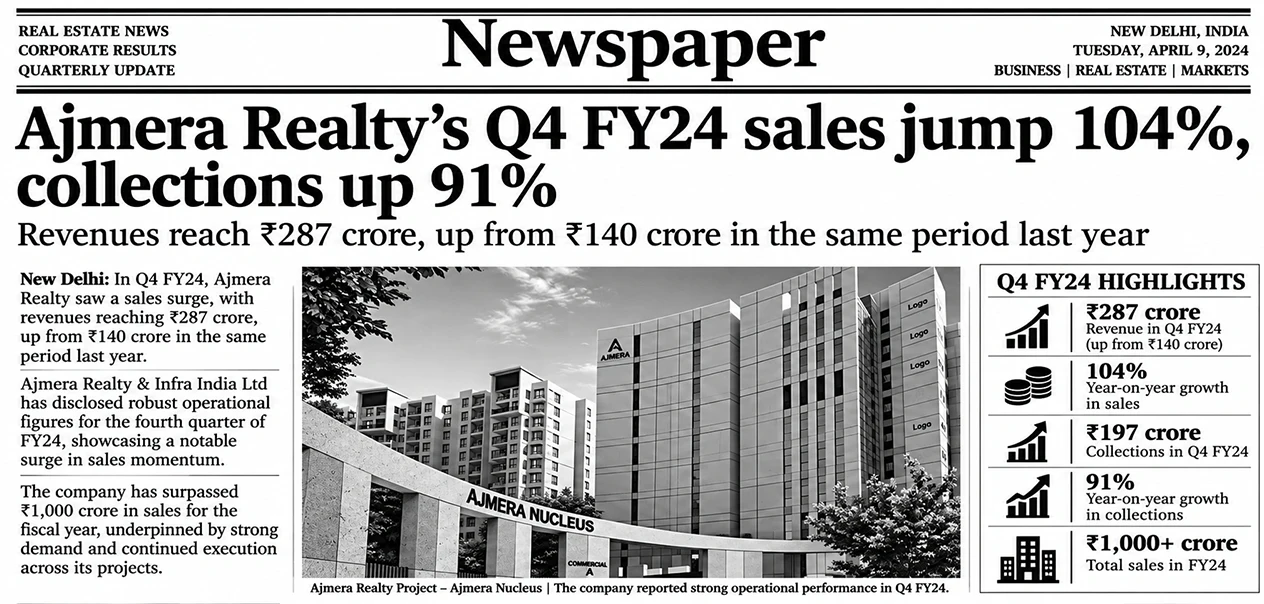 REAL ESTATE NEWS
CORPORATE RESULTS
QUARTERLY UPDATE
Newspaper
NEW DELHI, INDIA
TUESDAY, APRIL 9, 2024
BUSINESS | REAL ESTATE | MARKETS
Ajmera Realty’s Q4 FY24 sales jump 104%,
collections up 91%
Revenues reach ₹287 crore, up from ₹140 crore in the same period last year
New Delhi: In Q4 FY24, Ajmera
Realty saw a sales surge, with
revenues reaching ₹287 crore,
up from ₹140 crore in the same
period last year.
Ajmera Realty & Infra India Ltd
has disclosed robust operational
figures for the fourth quarter of
FY24, showcasing a notable
surge in sales momentum.
The company has surpassed
₹1,000 crore in sales for the
fiscal year, underpinned by strong
demand and continued execution
across its projects.
A
AJMERA
Logo
Logo
Logo
Logo
Logo
AJMERA NUCLEUS
COMMERCIAL
A
Ajmera Realty Project – Ajmera Nucleus | The company reported strong operational performance in Q4 FY24.
Q4 FY24 HIGHLIGHTS
₹287 crore
Revenue in Q4 FY24
(up from ₹140 crore)
104%
Year-on-year growth
in sales
₹197 crore
Collections in Q4 FY24
91%
Year-on-year growth
in collections
₹1,000+ crore
Total sales in FY24